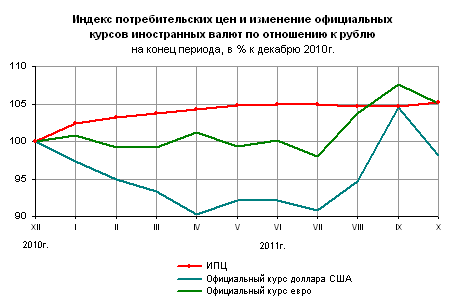 Индекс потребительских цен и изменение официальных
курсов иностранных валют по отношению к рублю
на конец периода, в % к декабрю 2010г.
110
105
100
95
90
XII I II III IV V VI VII VIII IX X
2010г. 2011г.
ИПЦ
Официальный курс доллара США
Официальный курс евро